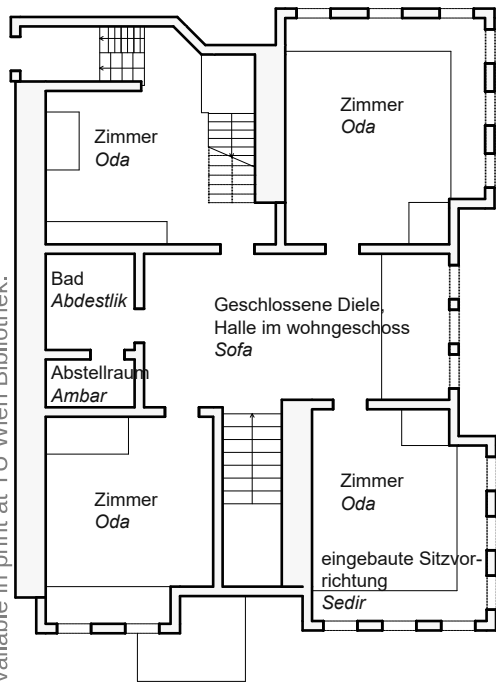 Zimmer
Oda
Zimmer
Oda
Bad
Abdestlik
Geschlossene Diele,
Halle im wohngeschoss
Sofa
Abstellraum
Ambar
Zimmer
Oda
Zimmer
Oda
eingebaute Sitzvor-
richtung
Sedir
vailable in print at TU Wien Bibliothek.